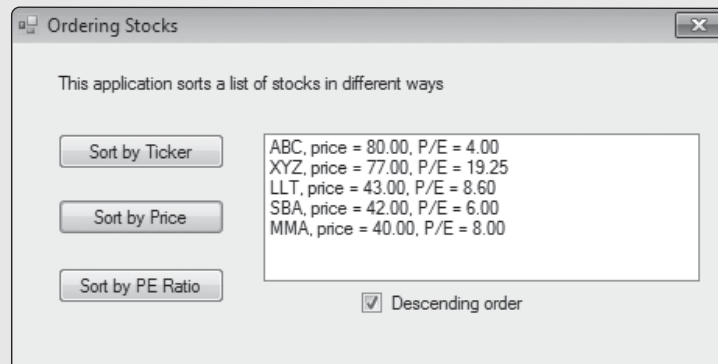 Ordering Stocks
This application sorts a list of stocks in different ways
Sort by Ticker
Sort by Price
Sort by PE Ratio
ABC, price = 80.00, P/E = 4.00
XYZ, price = 77.00, P/E = 19.25
LLT, price = 43.00, P/E = 8.60
SBA, price = 42.00, P/E = 6.00
MMA, price = 40.00, P/E = 8.00
Descending order